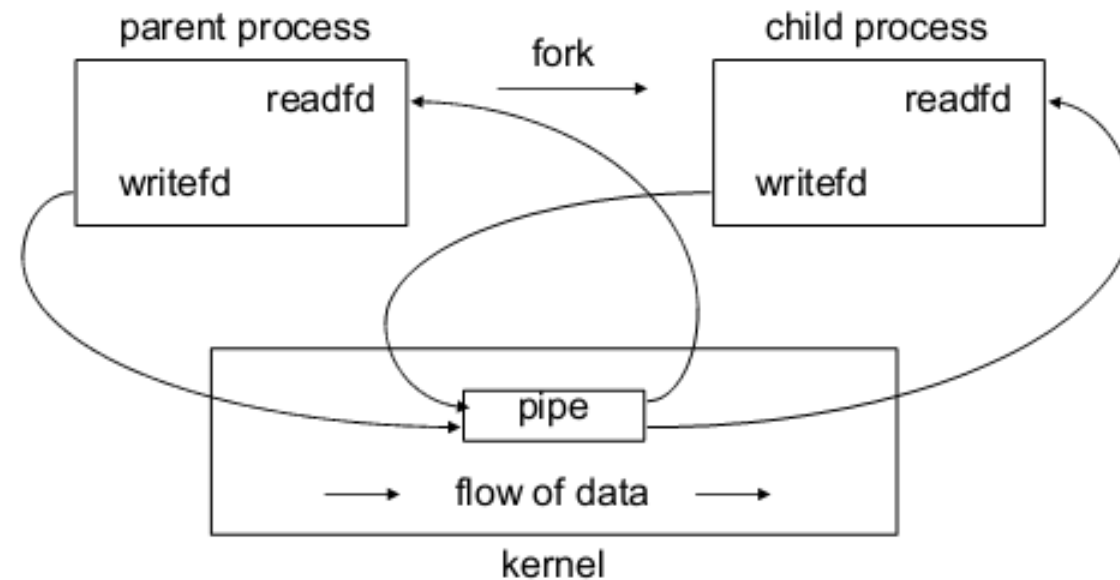 parent process
fork
child process
readfd
readfd
writefd
writefd
pipe
flow of data
kernel